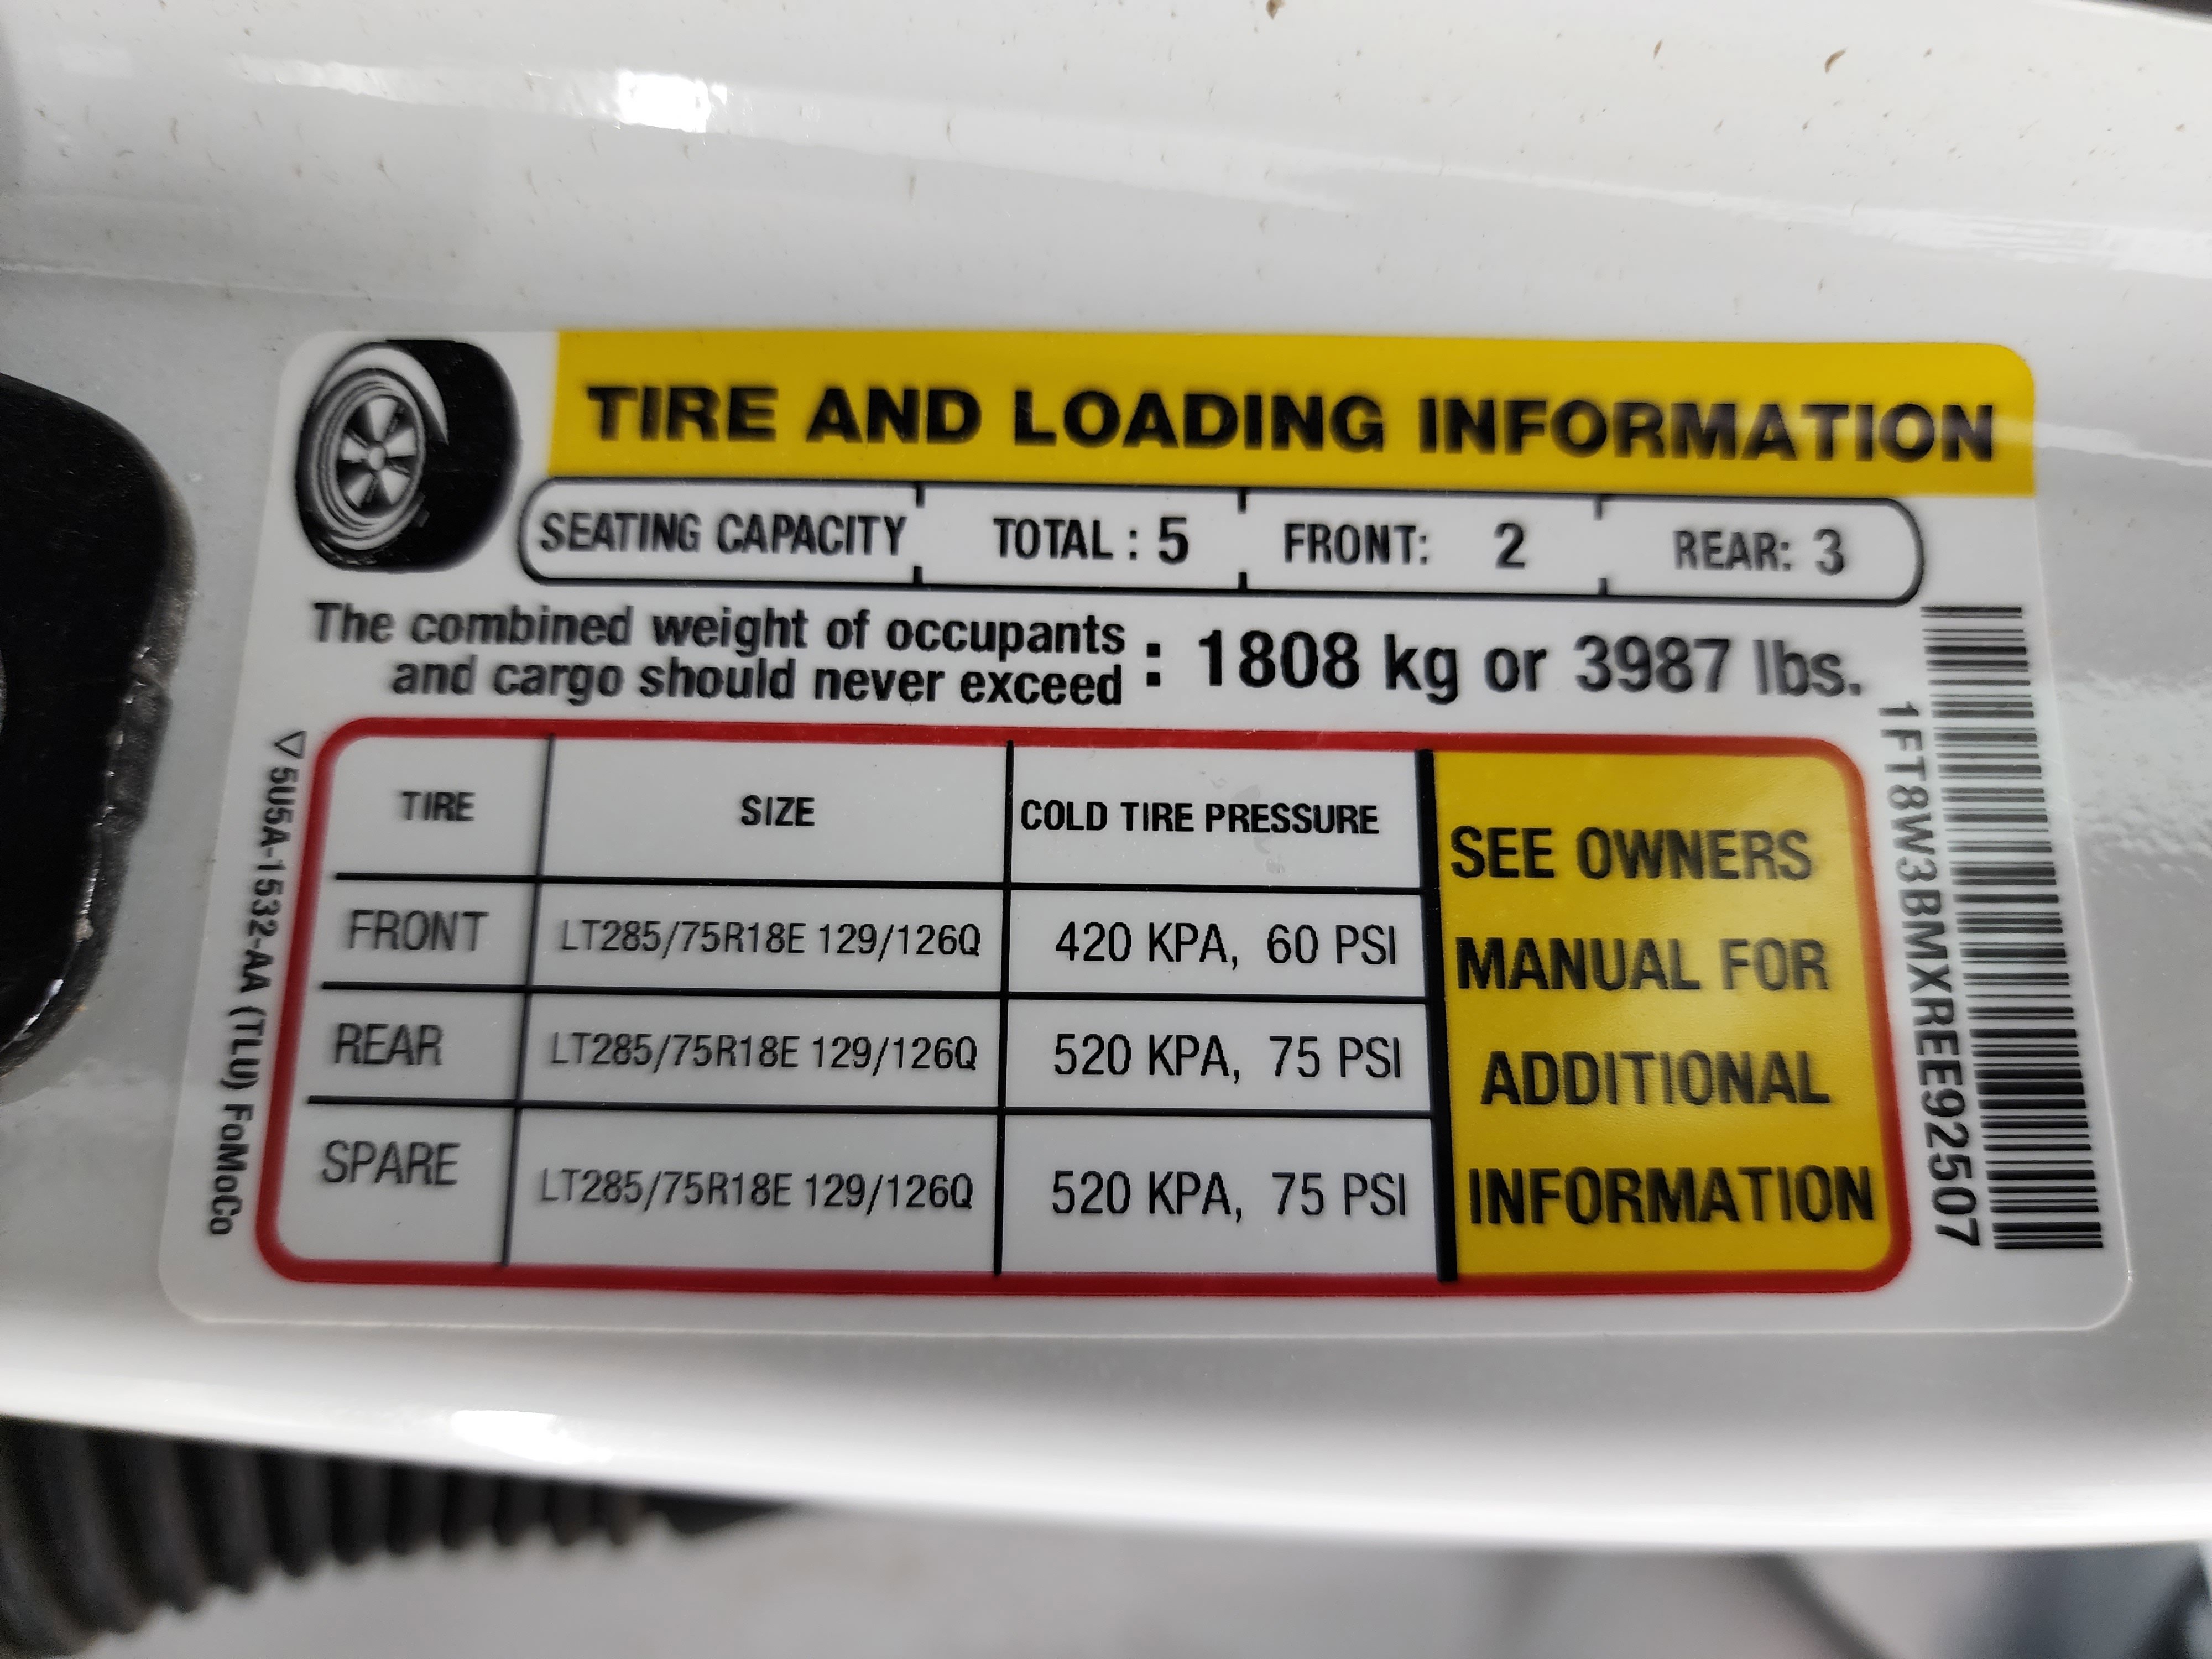 TIRE AND LOADING INFORMATION
SEATING CAPACITY TOTAL : 5 FRONT: 2 REAR: 3
The combined weight of occupants
and cargo should never exceed : 1808 kg or 3987 lbs.
TIRE SIZE COLD TIRE PRESSURE
FRONT LT285/75R18E 129/126Q 420 KPA, 60 PSI
REAR LT285/75R18E 129/126Q 520 KPA, 75 PSI
SPARE LT285/75R18E 129/126Q 520 KPA, 75 PSI
SEE OWNERS
MANUAL FOR
ADDITIONAL
INFORMATION
▽5U5A-1532-AA (TLU) FoMoCo
1FT8W3BMXREE92507